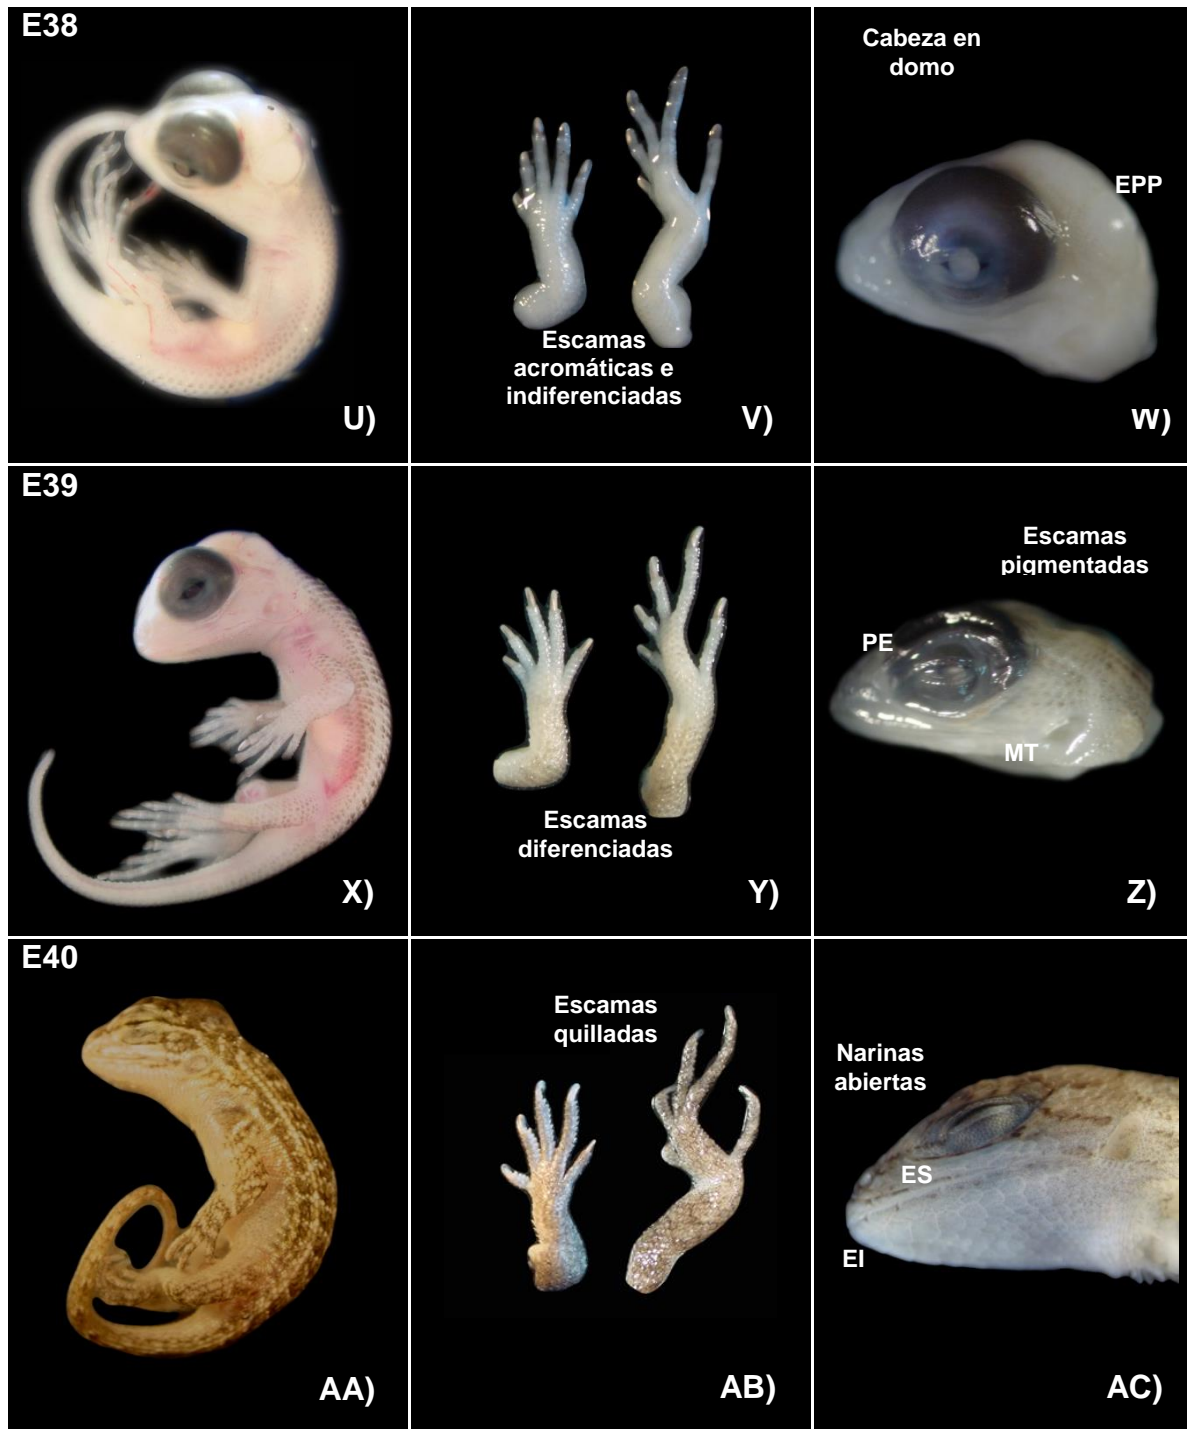 E38
Escamas
acromáticas e
indiferenciadas
Cabeza en
domo
EPP
U)
V)
W)
E39
Escamas
diferenciadas
Escamas
pigmentadas
PE
MT
X)
Y)
Z)
E40
Escamas
quilladas
Narinas
abiertas
ES
EI
AA)
AB)
AC)